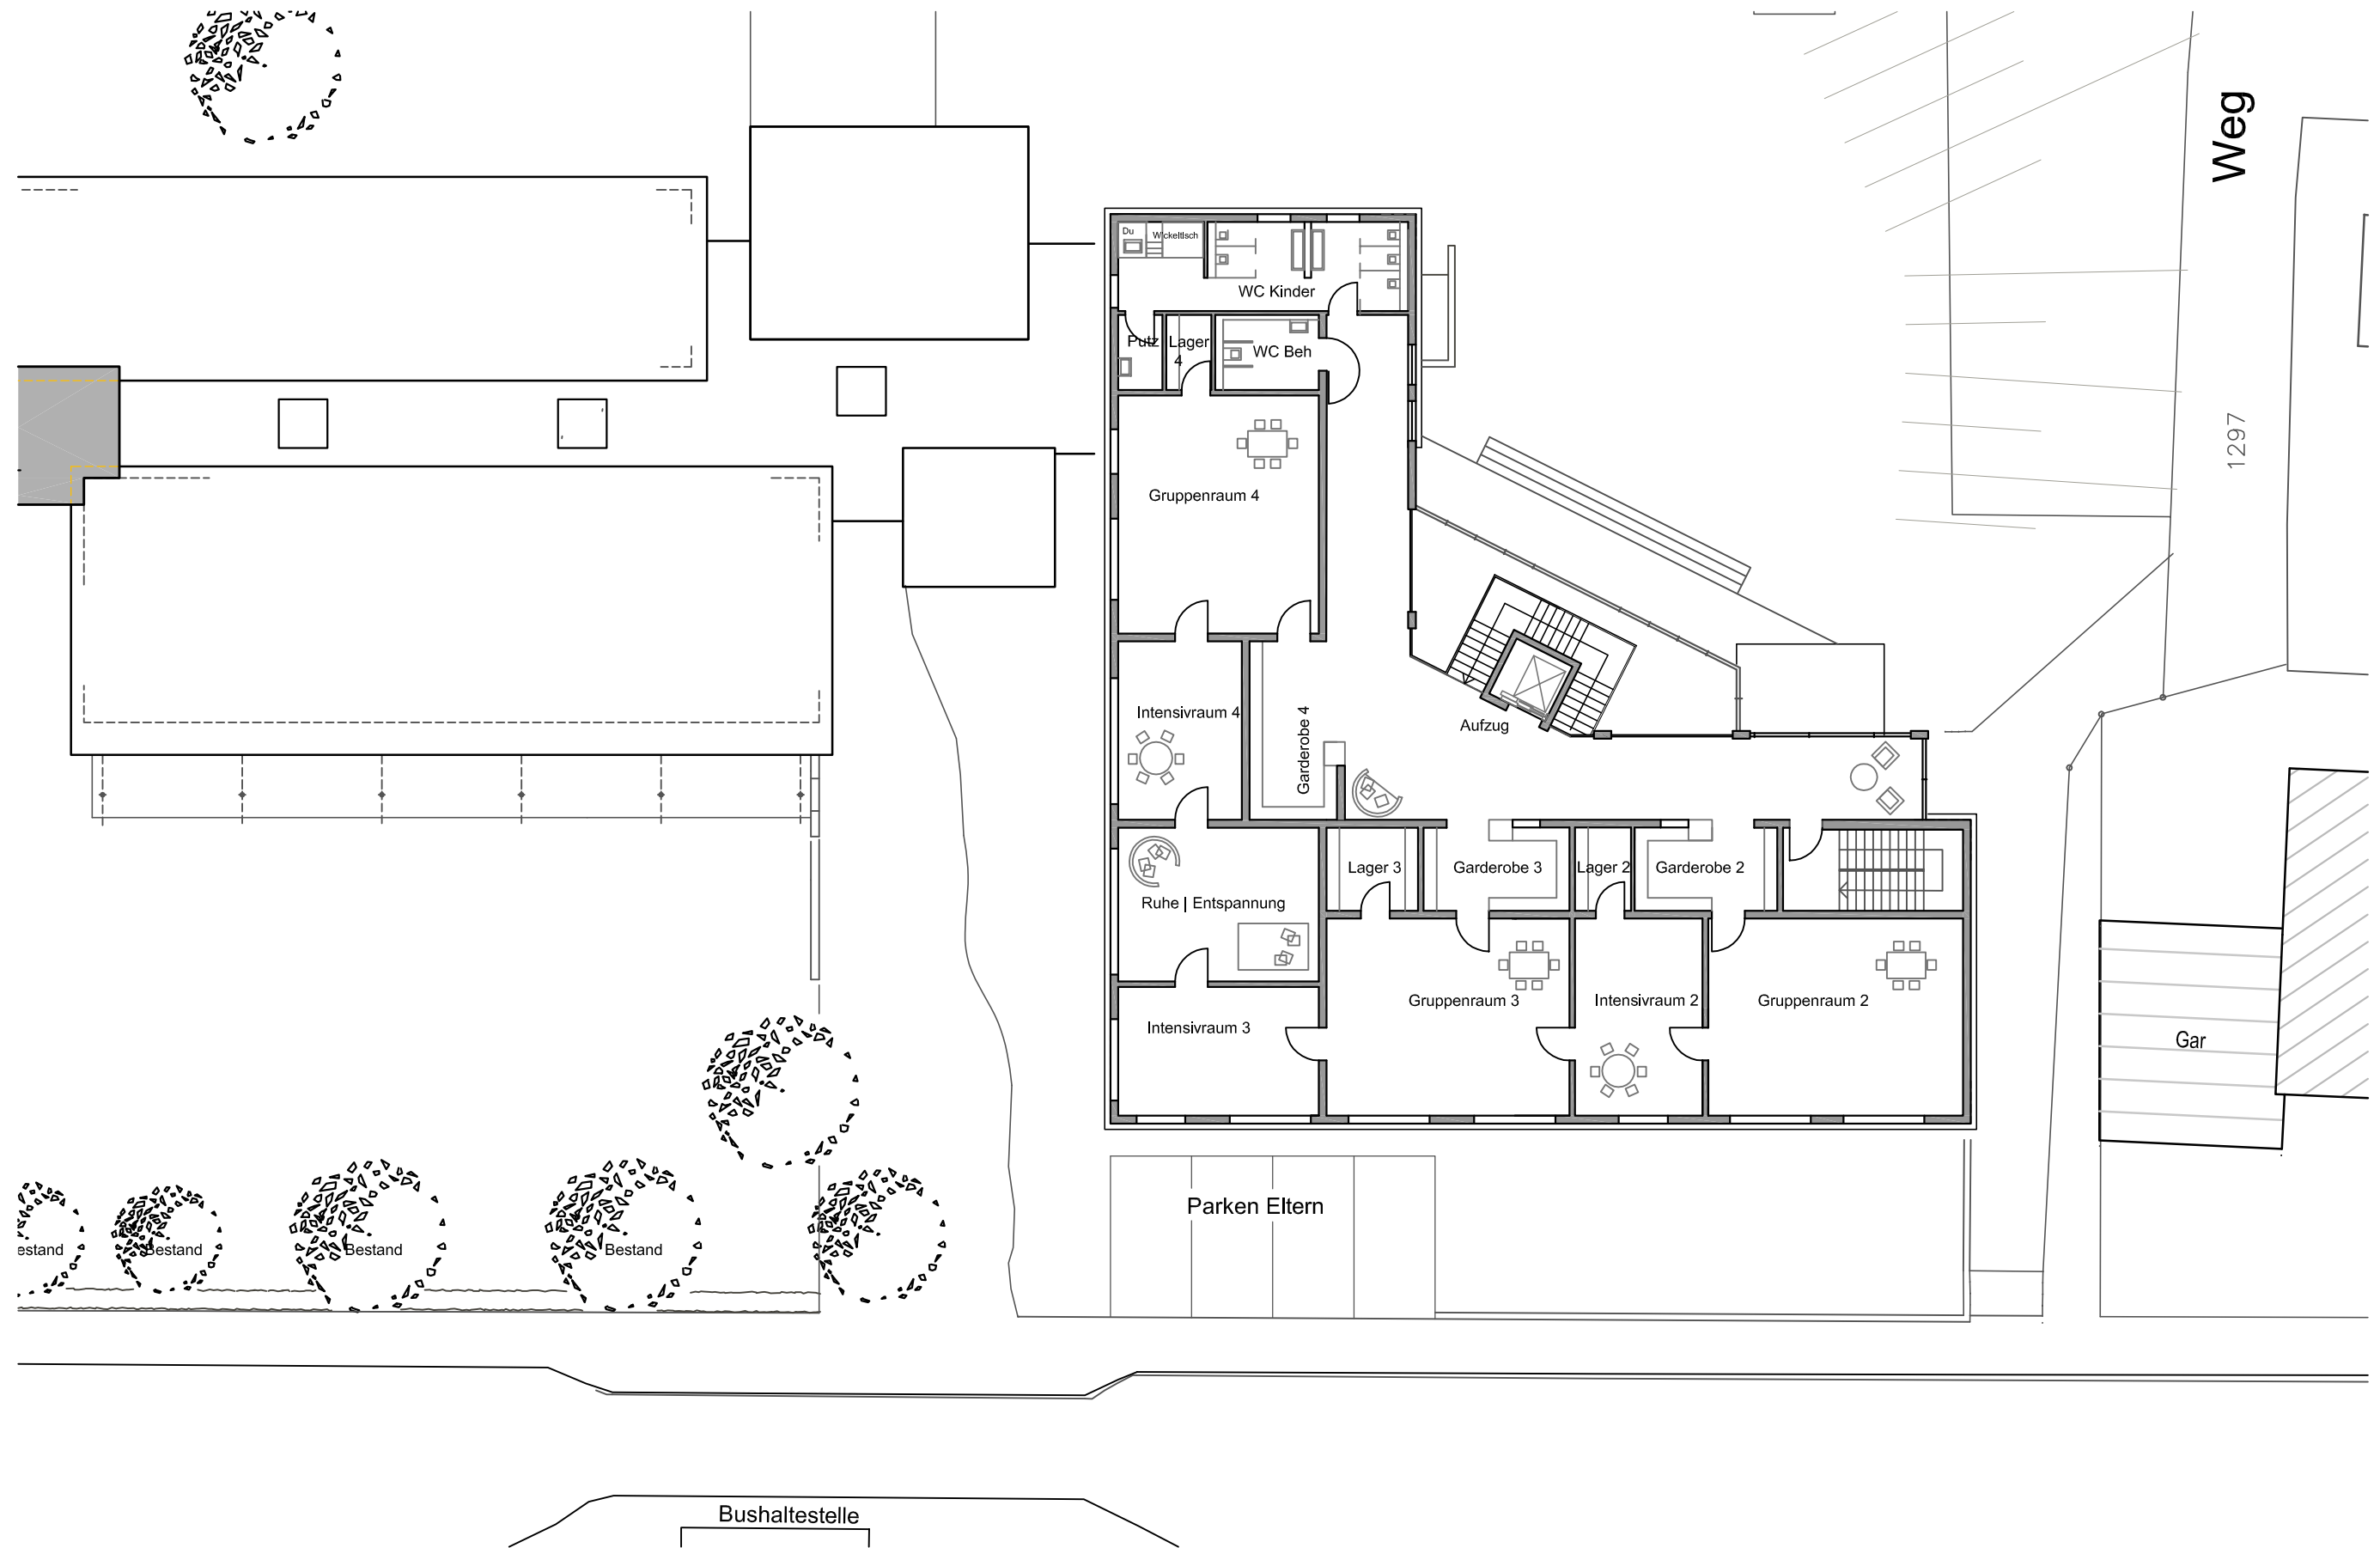 Weg
Du
Wickeltisch
WC Kinder
Putz
Lager
4
WC Beh
1297
Gruppenraum 4
Intensivraum 4
Garderobe 4
Aufzug
Lager 3
Garderobe 3
Lager 2
Garderobe 2
Ruhe | Entspannung
Gruppenraum 3
Intensivraum 2
Gruppenraum 2
Intensivraum 3
Gar
Parken Eltern
estand
Bestand
Bestand
Bestand
Bushaltestelle